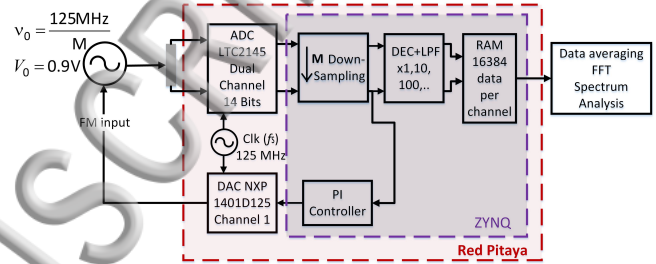 ν₀ = 125MHz
M
V₀ = 0.9V
FM input
ADC
LTC2145
Dual
Channel
14 Bits
Clk (fs)
125 MHz
DAC NXP
1401D125
Channel 1
M Down-
Sampling
DEC+LPF
x1,10,
100,..
RAM
16384
data
per
channel
PI
Controller
ZYNQ
Red Pitaya
Data averaging
FFT
Spectrum
Analysis